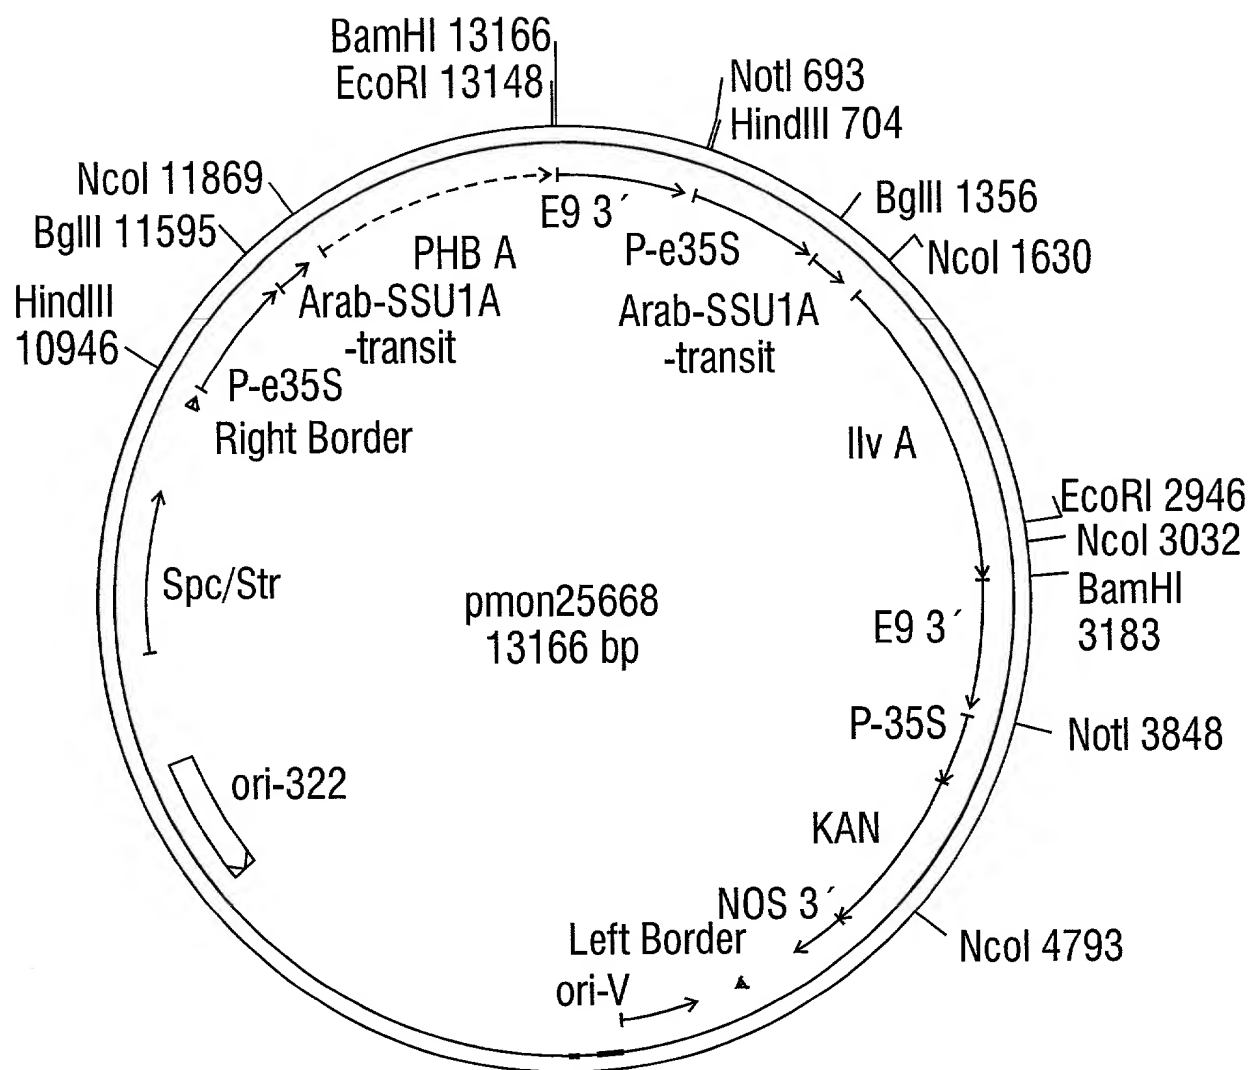 BamHI 13166
EcoRI 13148
NotI 693
HindIII 704
NcoI 11869
BglII 11595
BglII 1356
NcoI 1630
E9 3´
PHB A
P-e35S
Arab-SSU1A
-transit
Arab-SSU1A
-transit
HindIII
10946
P-e35S
Right Border
Ilv A
EcoRI 2946
NcoI 3032
BamHI
3183
Spc/Str
pmon25668
13166 bp
E9 3´
P-35S
NotI 3848
ori-322
KAN
NOS 3´
Left Border
NcoI 4793
ori-V